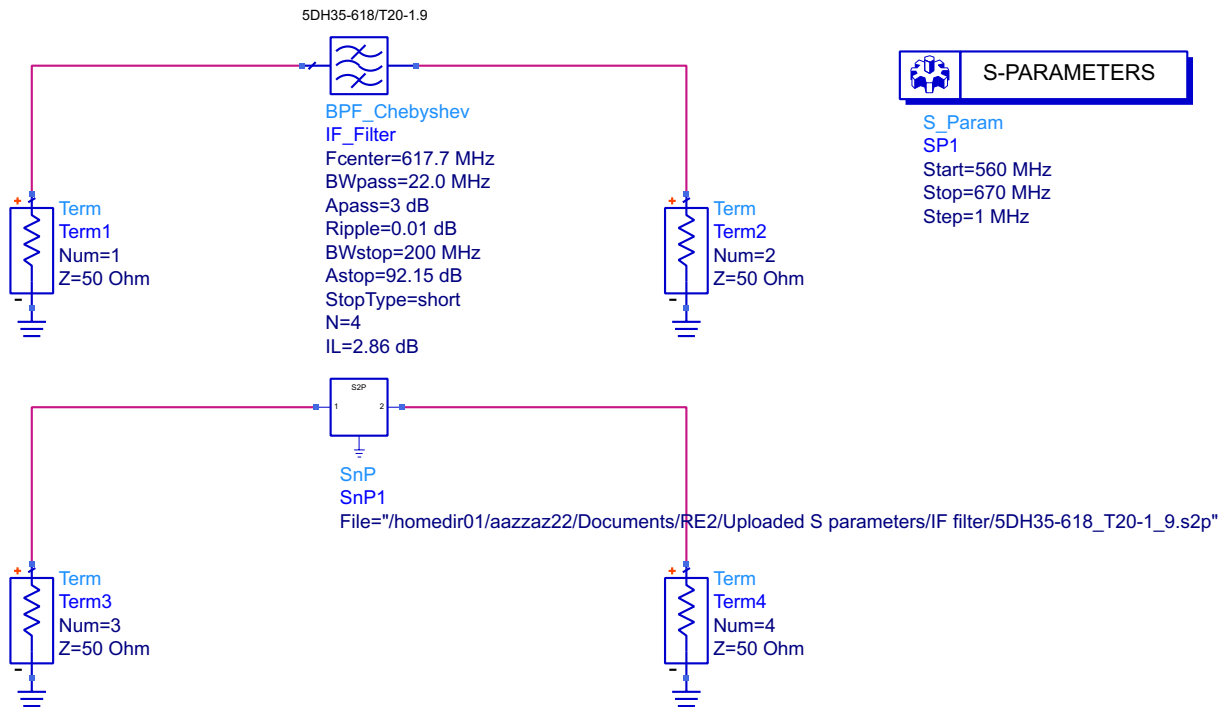 5DH35-618/T20-1.9
BPF_Chebyshev
IF_Filter
Fcenter=617.7 MHz
BWpass=22.0 MHz
Apass=3 dB
Ripple=0.01 dB
BWstop=200 MHz
Astop=92.15 dB
StopType=short
N=4
IL=2.86 dB
S-PARAMETERS
S_Param
SP1
Start=560 MHz
Stop=670 MHz
Step=1 MHz
+
Term
Term1
Num=1
Z=50 Ohm
-
+
Term
Term2
Num=2
Z=50 Ohm
-
S2P
1 2
SnP
SnP1
File="/homedir01/aazzaz22/Documents/RE2/Uploaded S parameters/IF filter/5DH35-618_T20-1_9.s2p"
+
Term
Term3
Num=3
Z=50 Ohm
-
+
Term
Term4
Num=4
Z=50 Ohm
-